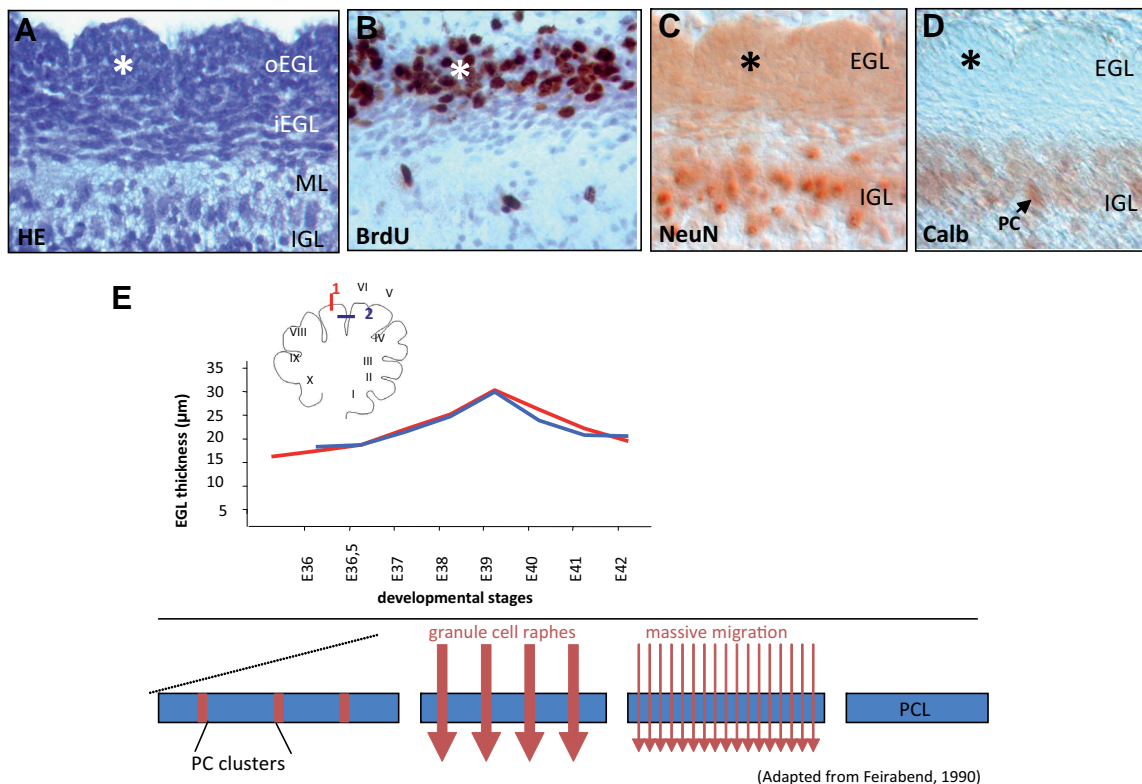 A
*
oEGL
iEGL
ML
IGL
HE
B
*
BrdU
C
*
EGL
IGL
NeuN
D
*
EGL
IGL
PC
Calb
E
1
VI
V
2
VIII
IV
IX
III
II
X
I
EGL thickness (μm)
35
30
25
20
15
10
5
E36
E36,5
E37
E38
E39
E40
E41
E42
developmental stages
granule cell raphes
massive migration
PCL
PC clusters
(Adapted from Feirabend, 1990)